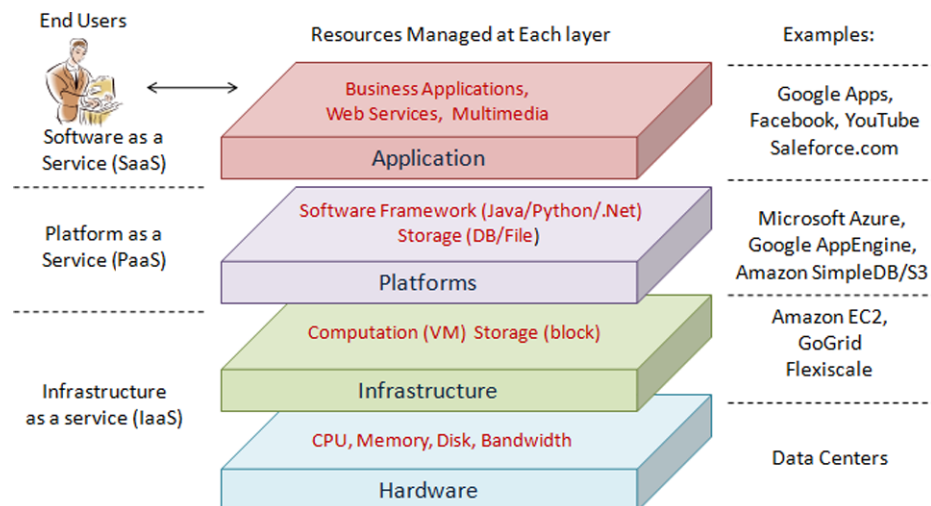 End Users
Resources Managed at Each layer
Examples:
Software as a
Service (SaaS)
Business Applications,
Web Services, Multimedia
Application
Google Apps,
Facebook, YouTube
Saleforce.com
Platform as a
Service (PaaS)
Software Framework (Java/Python/.Net)
Storage (DB/File)
Platforms
Microsoft Azure,
Google AppEngine,
Amazon SimpleDB/S3
Infrastructure
as a service (IaaS)
Computation (VM) Storage (block)
Infrastructure
Amazon EC2,
GoGrid
Flexiscale
CPU, Memory, Disk, Bandwidth
Hardware
Data Centers